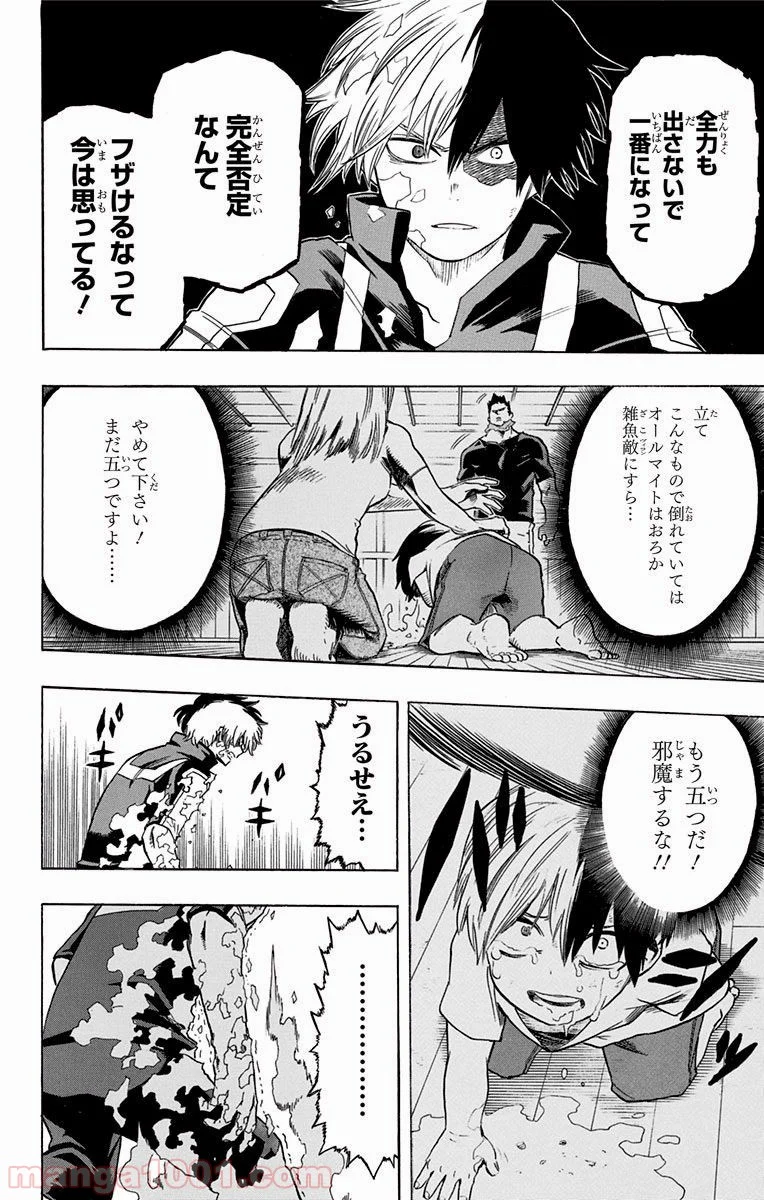 全力も
出さないで
一番になって
完全否定
なんて
フザけるなって
今は思ってる！
立て
こんなもので倒れていては
オールマイトはおろか
雑魚敵にすら…
やめて下さい！
まだ五つですよ……
もう五つだ！
邪魔するな!!
うるせえ…
パキ
パキ
…………
manga1001.com